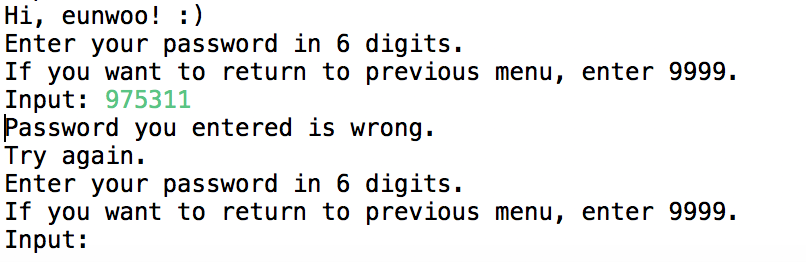 Hi, eunwoo! :)
Enter your password in 6 digits.
If you want to return to previous menu, enter 9999.
Input: 975311
Password you entered is wrong.
Try again.
Enter your password in 6 digits.
If you want to return to previous menu, enter 9999.
Input: